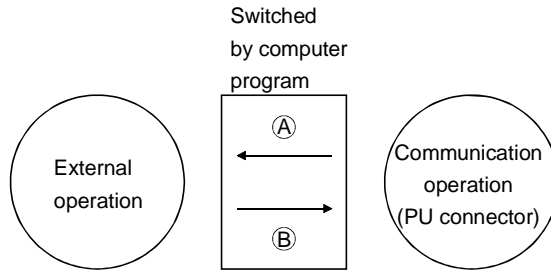 Switched
by computer
program
A
External
operation
Communication
operation
(PU connector)
B